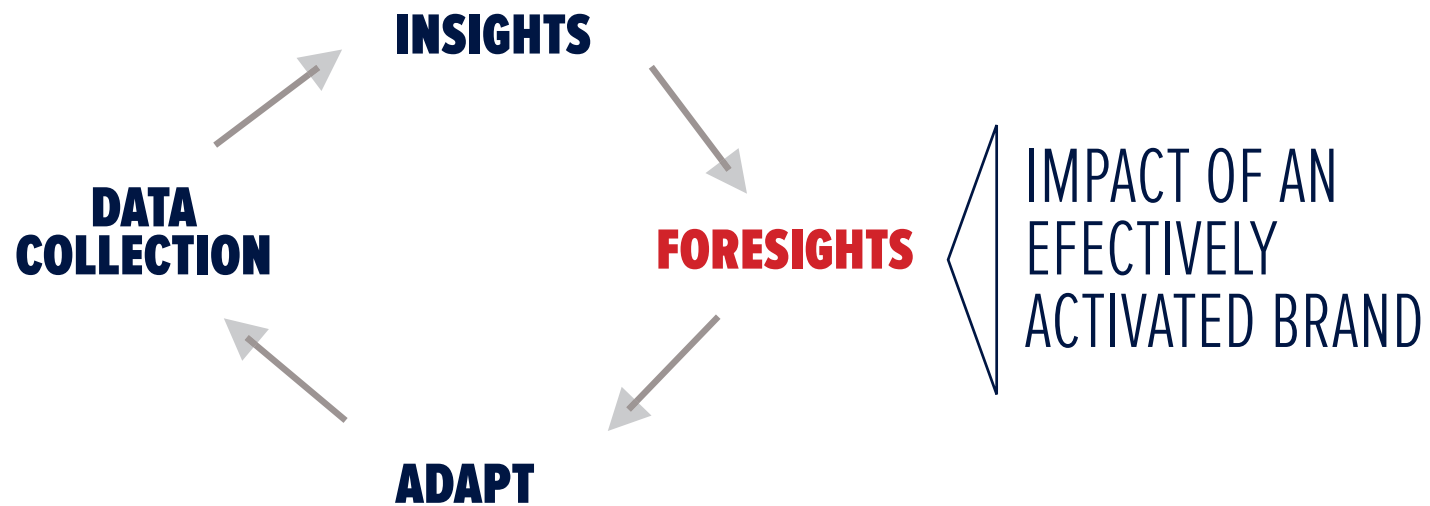 INSIGHTS
DATA
COLLECTION
FORESIGHTS
IMPACT OF AN
EFECTIVELY
ACTIVATED BRAND
ADAPT